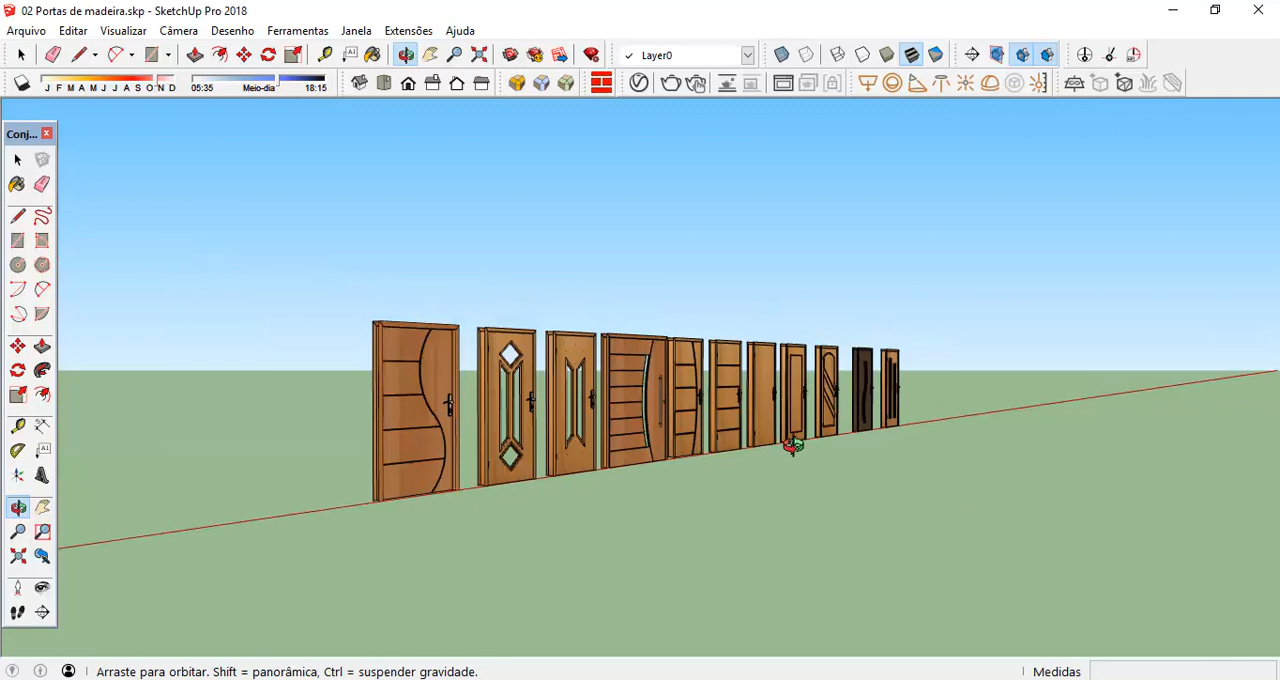 02 Portas de madeira.skp - SketchUp Pro 2018
Arquivo Editar Visualizar Câmera Desenho Ferramentas Janela Extensões Ajuda
Layer0
J F M A M J J A S O N D 05:35 Meio-dia 18:15
Conj...
Arraste para orbitar. Shift = panorâmica, Ctrl = suspender gravidade. Medidas